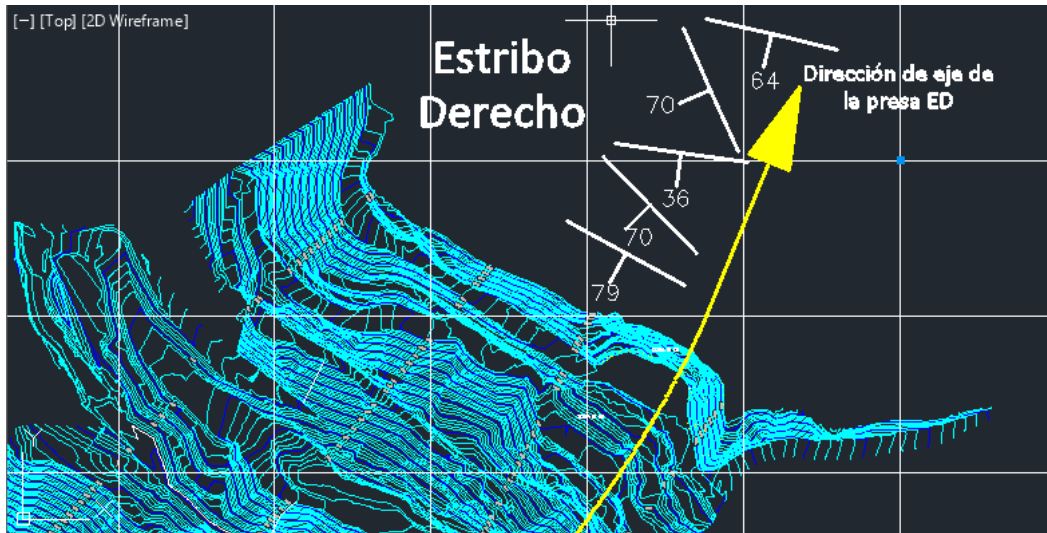 [-] [Top] [2D Wireframe]
Estribo
Derecho
64
Dirección de eje de
la presa ED
70
36
70
79